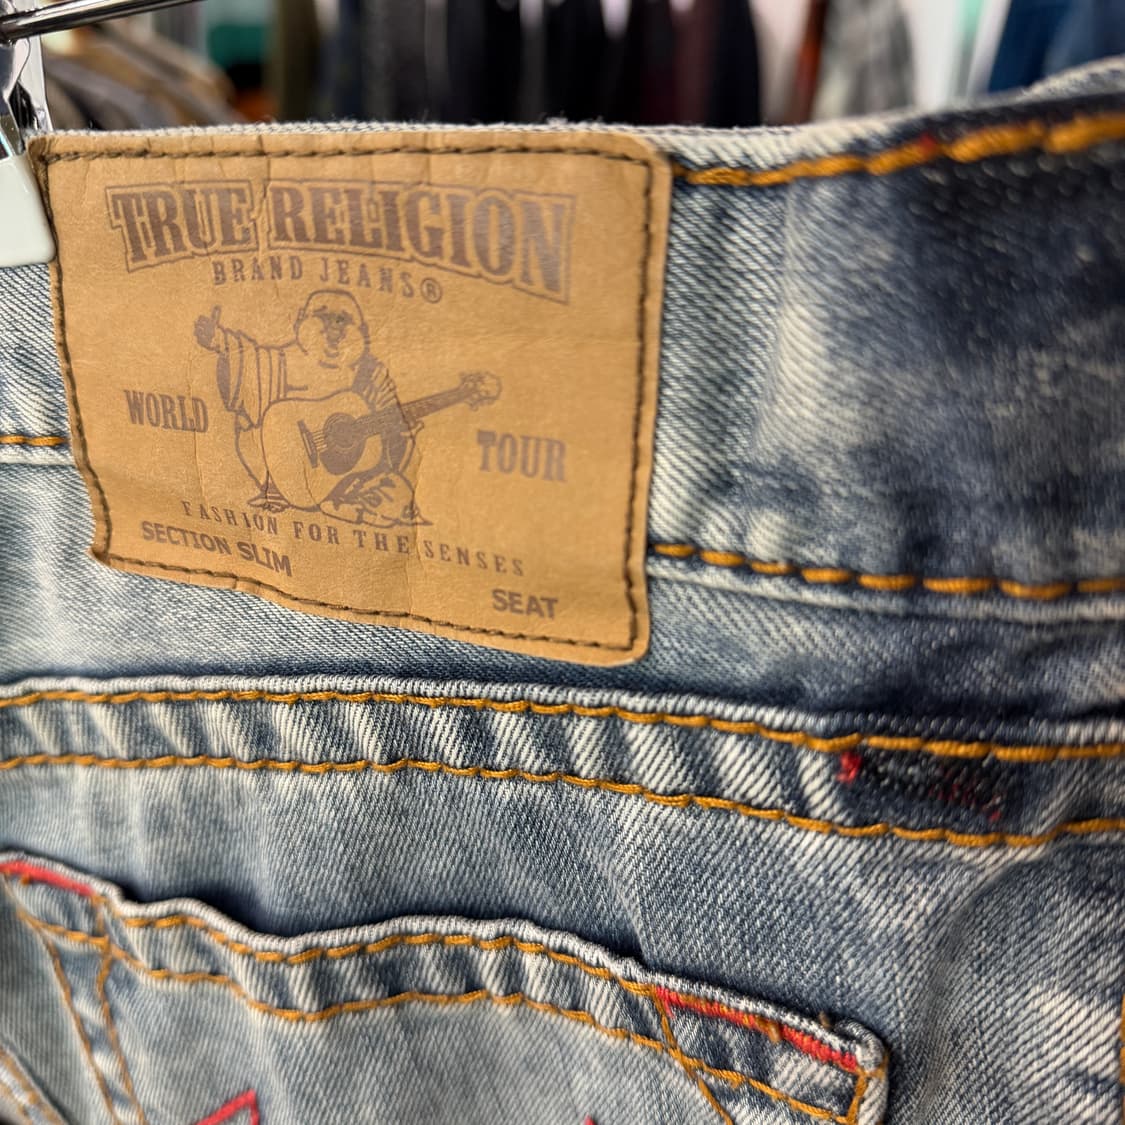 TRUE RELIGION
BRAND JEANS®
WORLD TOUR
FASHION FOR THE SENSES
SECTION SLIM SEAT